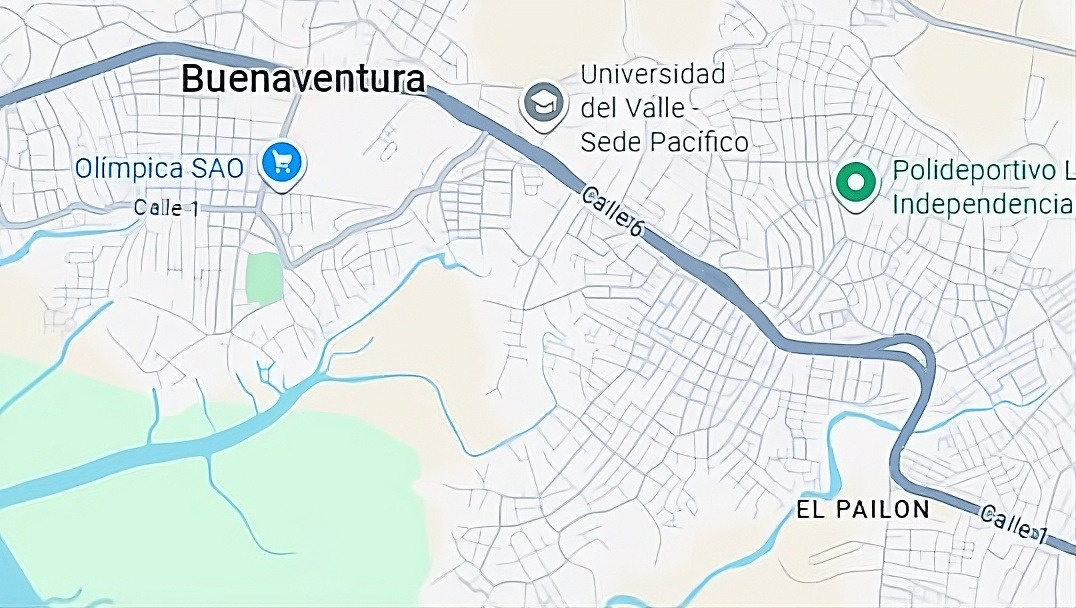 Buenaventura
Universidad
del Valle -
Sede Pacífico
Olímpica SAO
Calle 1
Calle 6
Polideportivo L
Independencia
EL PAILON
Calle 1